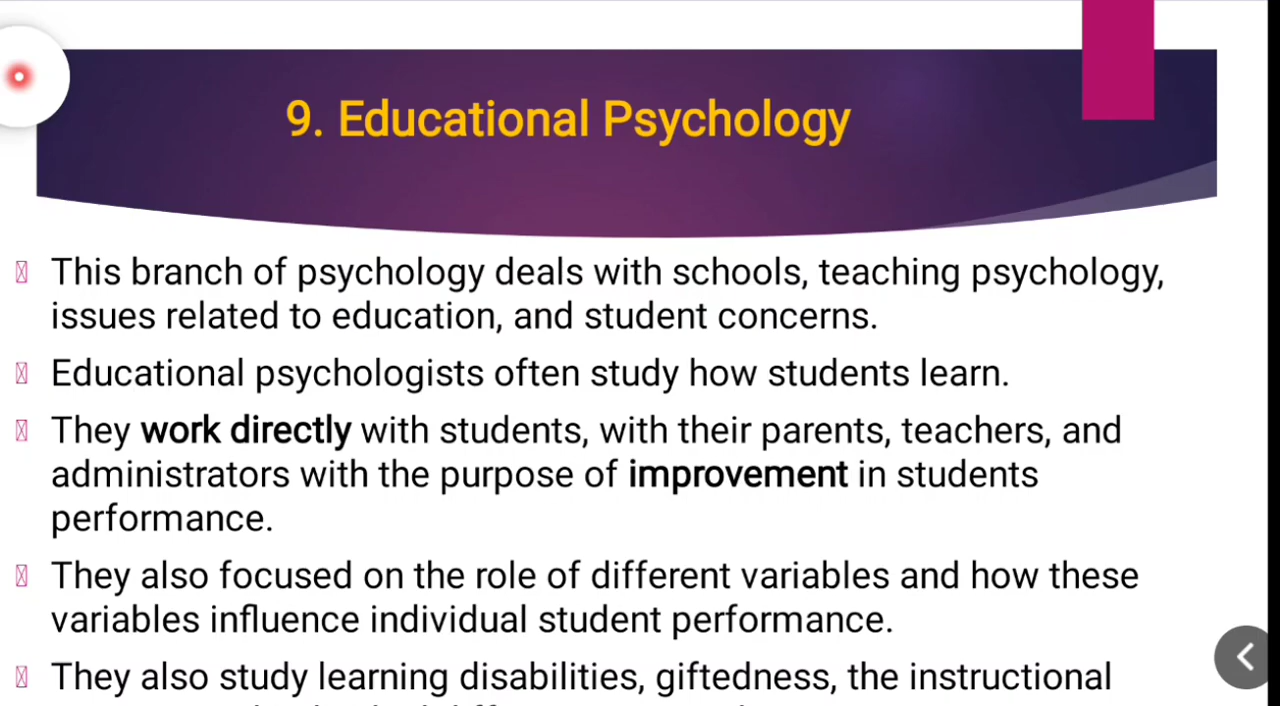 9. Educational Psychology
This branch of psychology deals with schools, teaching psychology,
issues related to education, and student concerns.
Educational psychologists often study how students learn.
They work directly with students, with their parents, teachers, and
administrators with the purpose of improvement in students
performance.
They also focused on the role of different variables and how these
variables influence individual student performance.
They also study learning disabilities, giftedness, the instructional